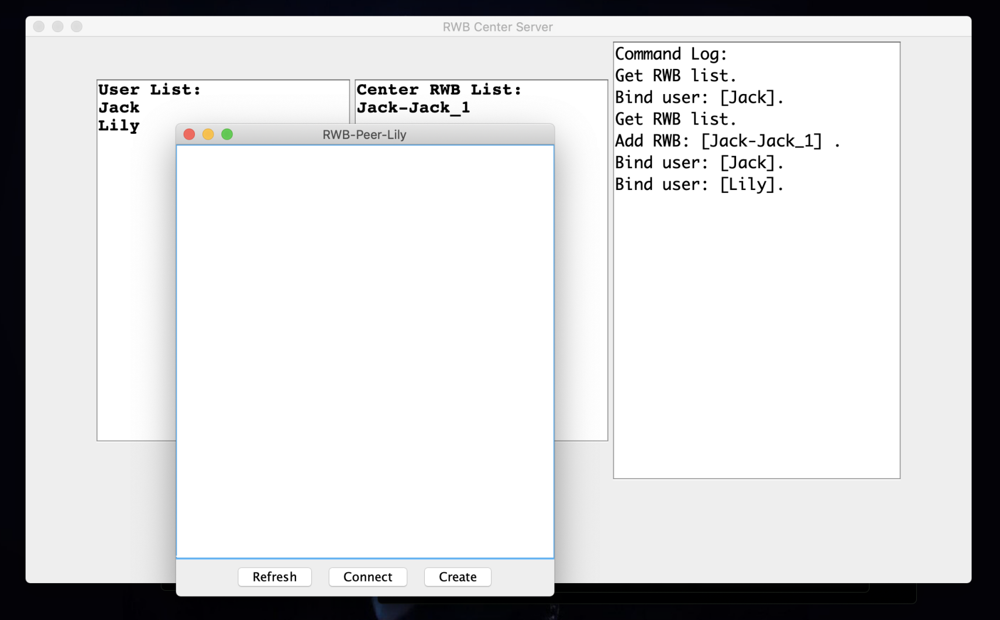 RWB Center Server
User List:
Jack
Lily
Center RWB List:
Jack-Jack_1
Command Log:
Get RWB list.
Bind user: [Jack].
Get RWB list.
Add RWB: [Jack-Jack_1] .
Bind user: [Jack].
Bind user: [Lily].
RWB-Peer-Lily
Refresh
Connect
Create